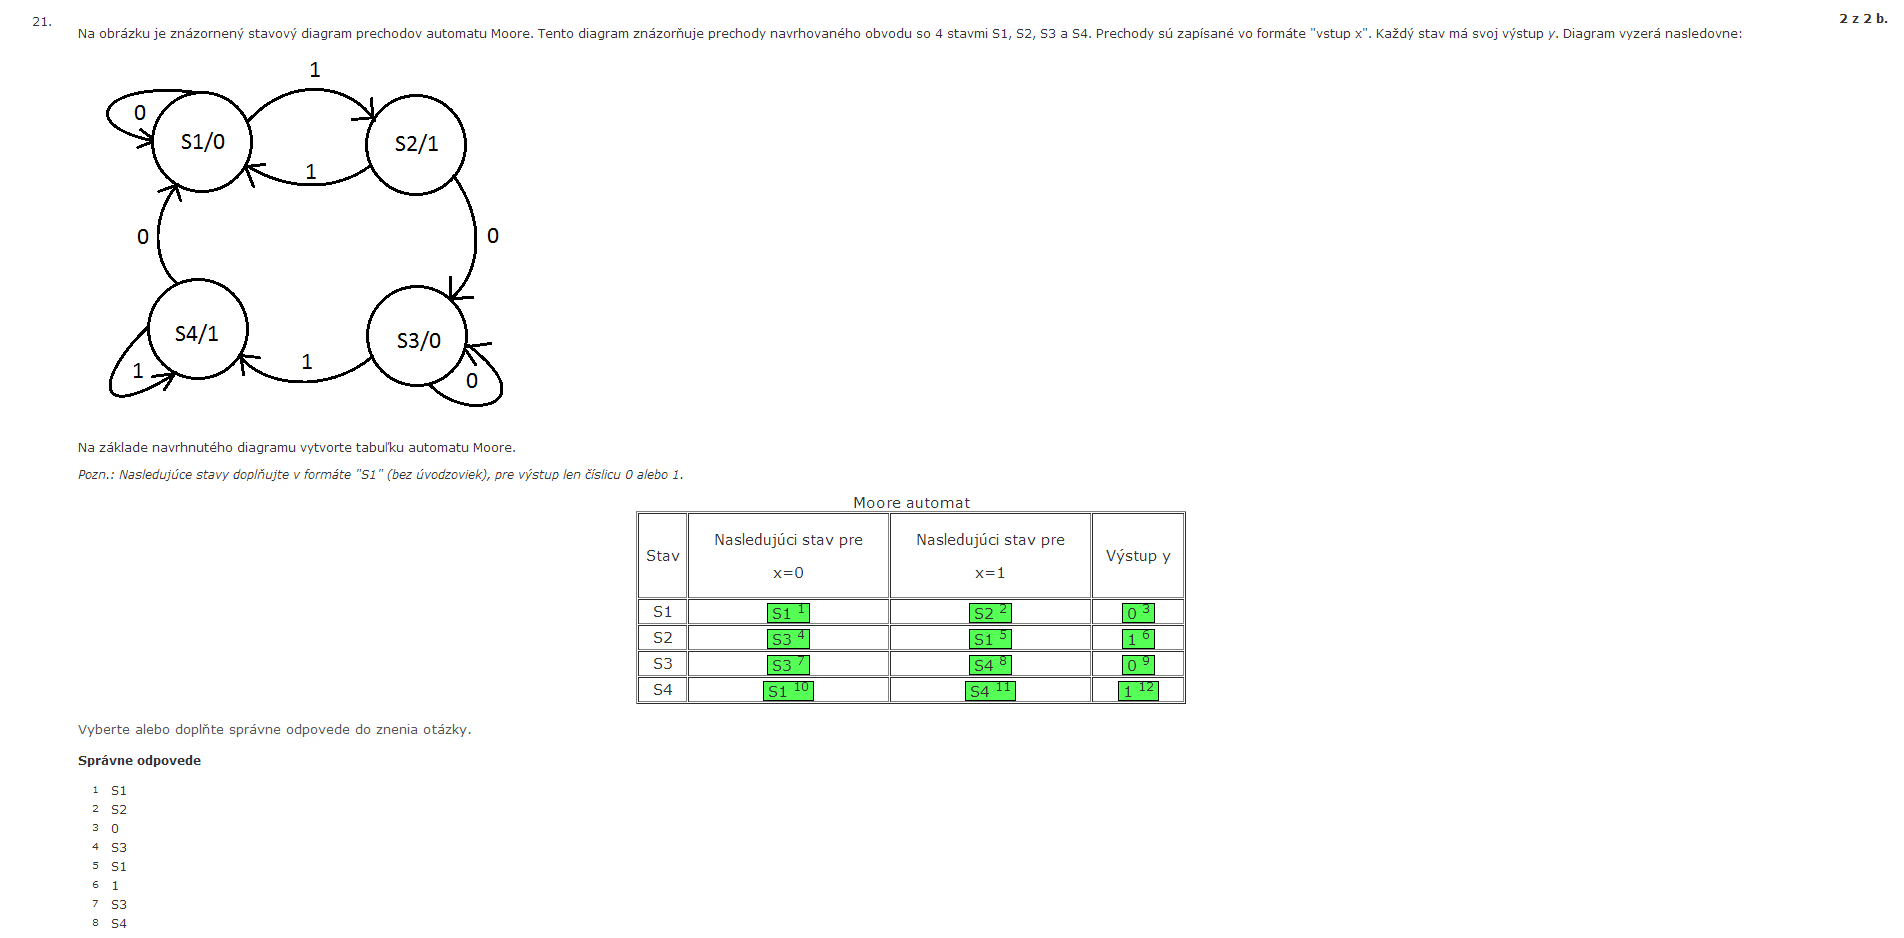 21.
2 z 2 b.
Na obrázku je znázornený stavový diagram prechodov automatu Moore. Tento diagram znázorňuje prechody navrhovaného obvodu so 4 stavmi S1, S2, S3 a S4. Prechody sú zapísané vo formáte "vstup x". Každý stav má svoj výstup y. Diagram vyzerá nasledovne:
1
0
S1/0
S2/1
1
0
0
S4/1
S3/0
1
1
0
Na základe navrhnutého diagramu vytvorte tabuľku automatu Moore.
Pozn.: Nasledujúce stavy doplňujte v formáte "S1" (bez úvodzoviek), pre výstup len číslicu 0 alebo 1.
Moore automat
Stav
Nasledujúci stav pre
x=0
Nasledujúci stav pre
x=1
Výstup y
S1 S1 1 S2 2 0 3
S2 S3 4 S1 5 1 6
S3 S3 7 S4 8 0 9
S4 S1 10 S4 11 1 12
Vyberte alebo doplňte správne odpovede do znenia otázky.
Správne odpovede
1 S1
2 S2
3 0
4 S3
5 S1
6 1
7 S3
8 S4